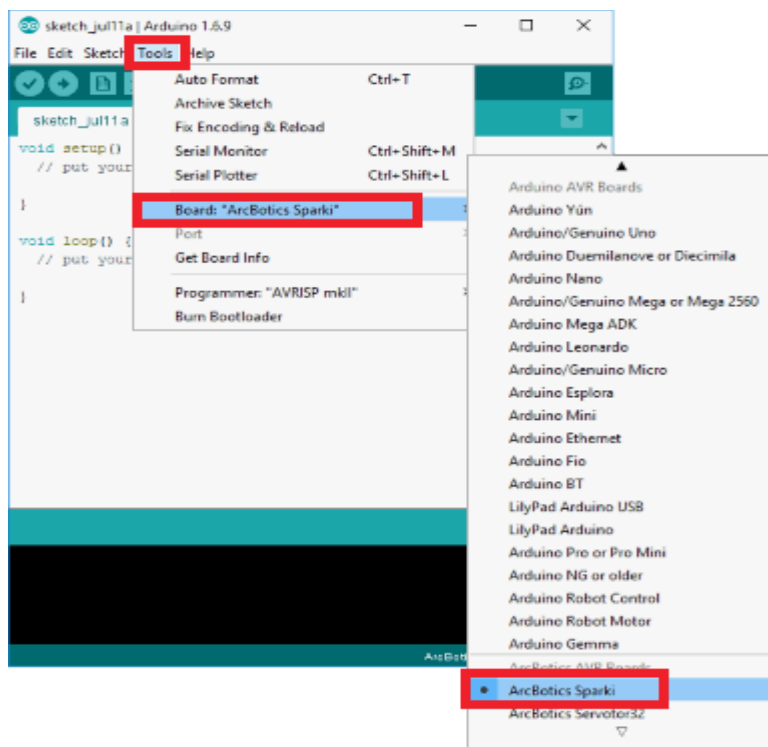 sketch_jul11a | Arduino 1.6.9
File Edit Sketch Tools Help
Auto Format Ctrl+T
Archive Sketch
Fix Encoding & Reload
Serial Monitor Ctrl+Shift+M
Serial Plotter Ctrl+Shift+L
Board: "ArcBotics Sparki"
Port
Get Board Info
Programmer: "AVRISP mkII"
Burn Bootloader
sketch_jul11a
void setup()
// put your
}
void loop() {
// put your
}
Arduino AVR Boards
Arduino Yún
Arduino/Genuino Uno
Arduino Duemilanove or Diecimila
Arduino Nano
Arduino/Genuino Mega or Mega 2560
Arduino Mega ADK
Arduino Leonardo
Arduino/Genuino Micro
Arduino Esplora
Arduino Mini
Arduino Ethernet
Arduino Fio
Arduino BT
LilyPad Arduino USB
LilyPad Arduino
Arduino Pro or Pro Mini
Arduino NG or older
Arduino Robot Control
Arduino Robot Motor
Arduino Gemma
ArcBotics AVR Boards
ArcBotics Sparki
ArcBotics Servotor32